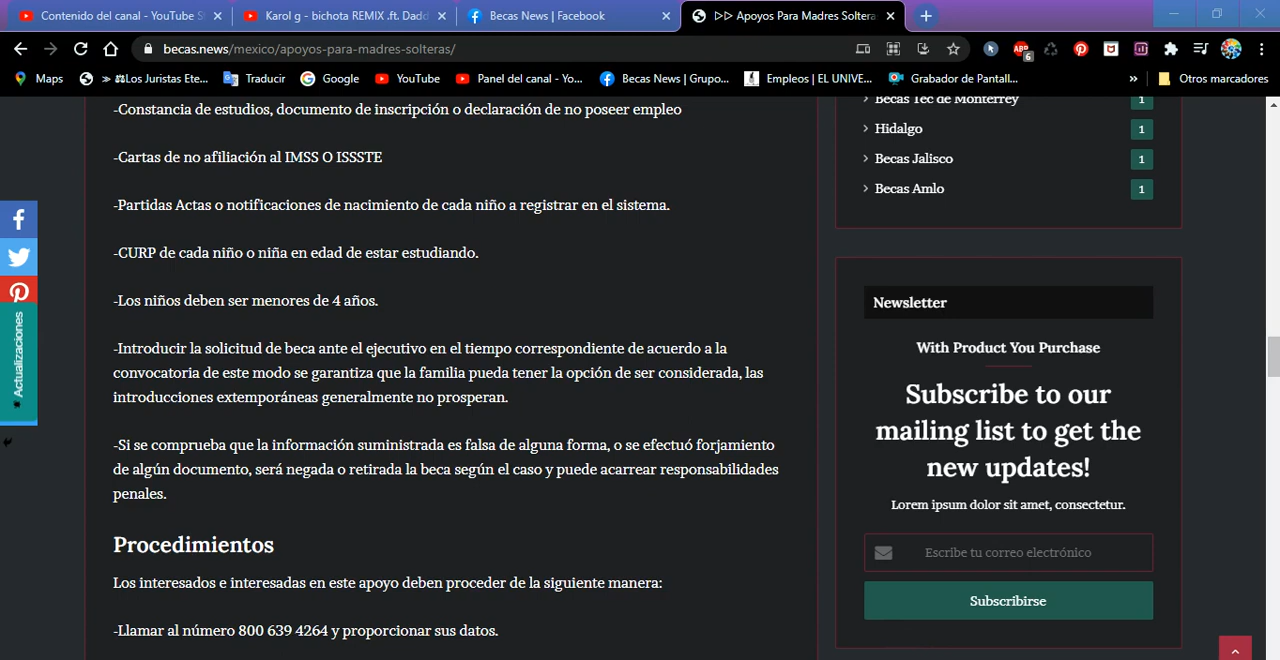 Contenido del canal - YouTube S
Karol g - bichota REMIX .ft. Dadd
Becas News | Facebook
▷▷ Apoyos Para Madres Soltera
becas.news/mexico/apoyos-para-madres-solteras/
6
Maps
> ⚖Los Juristas Ete...
Traducir
Google
YouTube
Panel del canal - Yo...
Becas News | Grupo...
Empleos | EL UNIVE...
Grabador de Pantall...
»
Otros marcadores
-Constancia de estudios, documento de inscripción o declaración de no poseer empleo
-Cartas de no afiliación al IMSS O ISSSTE
-Partidas Actas o notificaciones de nacimiento de cada niño a registrar en el sistema.
-CURP de cada niño o niña en edad de estar estudiando.
-Los niños deben ser menores de 4 años.
-Introducir la solicitud de beca ante el ejecutivo en el tiempo correspondiente de acuerdo a la
convocatoria de este modo se garantiza que la familia pueda tener la opción de ser considerada, las
introducciones extemporáneas generalmente no prosperan.
-Si se comprueba que la información suministrada es falsa de alguna forma, o se efectuó forjamiento
de algún documento, será negada o retirada la beca según el caso y puede acarrear responsabilidades
penales.
Procedimientos
Los interesados e interesadas en este apoyo deben proceder de la siguiente manera:
-Llamar al número 800 639 4264 y proporcionar sus datos.
Actualizaciones
Becas Tec de Monterrey 1
Hidalgo 1
Becas Jalisco 1
Becas Amlo 1
Newsletter
With Product You Purchase
Subscribe to our
mailing list to get the
new updates!
Lorem ipsum dolor sit amet, consectetur.
Escribe tu correo electrónico
Subscribirse